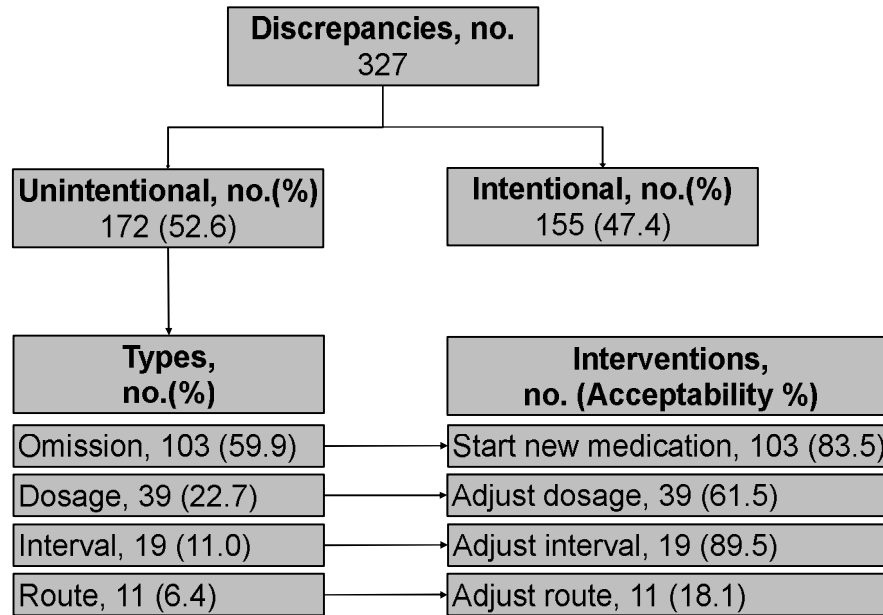 Discrepancies, no.
327
Unintentional, no.(%)
172 (52.6)
Intentional, no.(%)
155 (47.4)
Types,
no.(%)
Interventions,
no. (Acceptability %)
Omission, 103 (59.9)
Start new medication, 103 (83.5)
Dosage, 39 (22.7)
Adjust dosage, 39 (61.5)
Interval, 19 (11.0)
Adjust interval, 19 (89.5)
Route, 11 (6.4)
Adjust route, 11 (18.1)